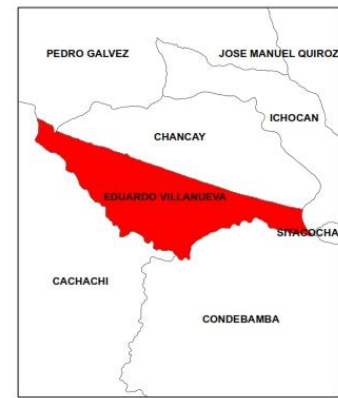 PEDRO GALVEZ
JOSE MANUEL QUIROZ
ICHOCAN
CHANCAY
EDUARDO VILLANUEVA
SITACOCHA
CACHACHI
CONDEBAMBA